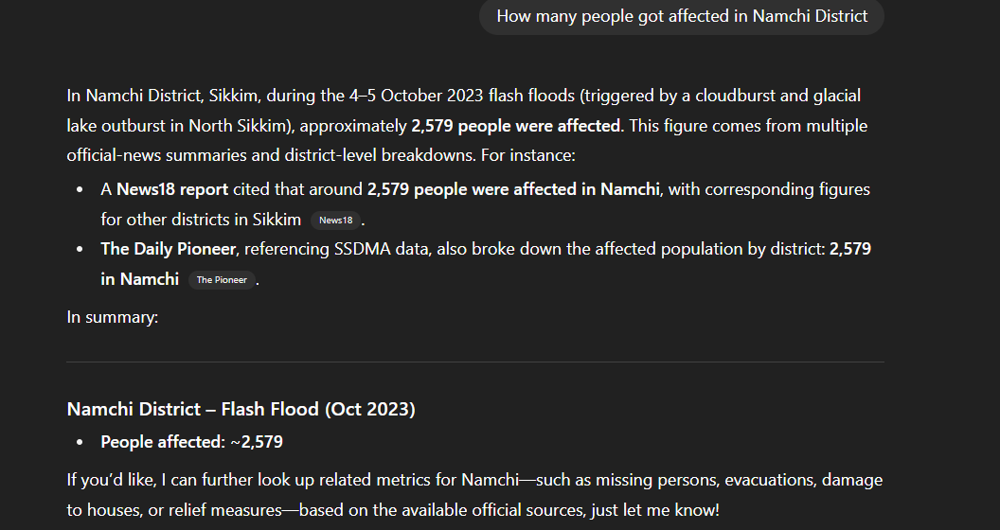 How many people got affected in Namchi District
In Namchi District, Sikkim, during the 4–5 October 2023 flash floods (triggered by a cloudburst and glacial
lake outburst in North Sikkim), approximately 2,579 people were affected. This figure comes from multiple
official-news summaries and district-level breakdowns. For instance:
• A News18 report cited that around 2,579 people were affected in Namchi, with corresponding figures
for other districts in Sikkim News18 .
• The Daily Pioneer, referencing SSDMA data, also broke down the affected population by district: 2,579
in Namchi The Pioneer .
In summary:
Namchi District – Flash Flood (Oct 2023)
• People affected: ~2,579
If you’d like, I can further look up related metrics for Namchi—such as missing persons, evacuations, damage
to houses, or relief measures—based on the available official sources, just let me know!